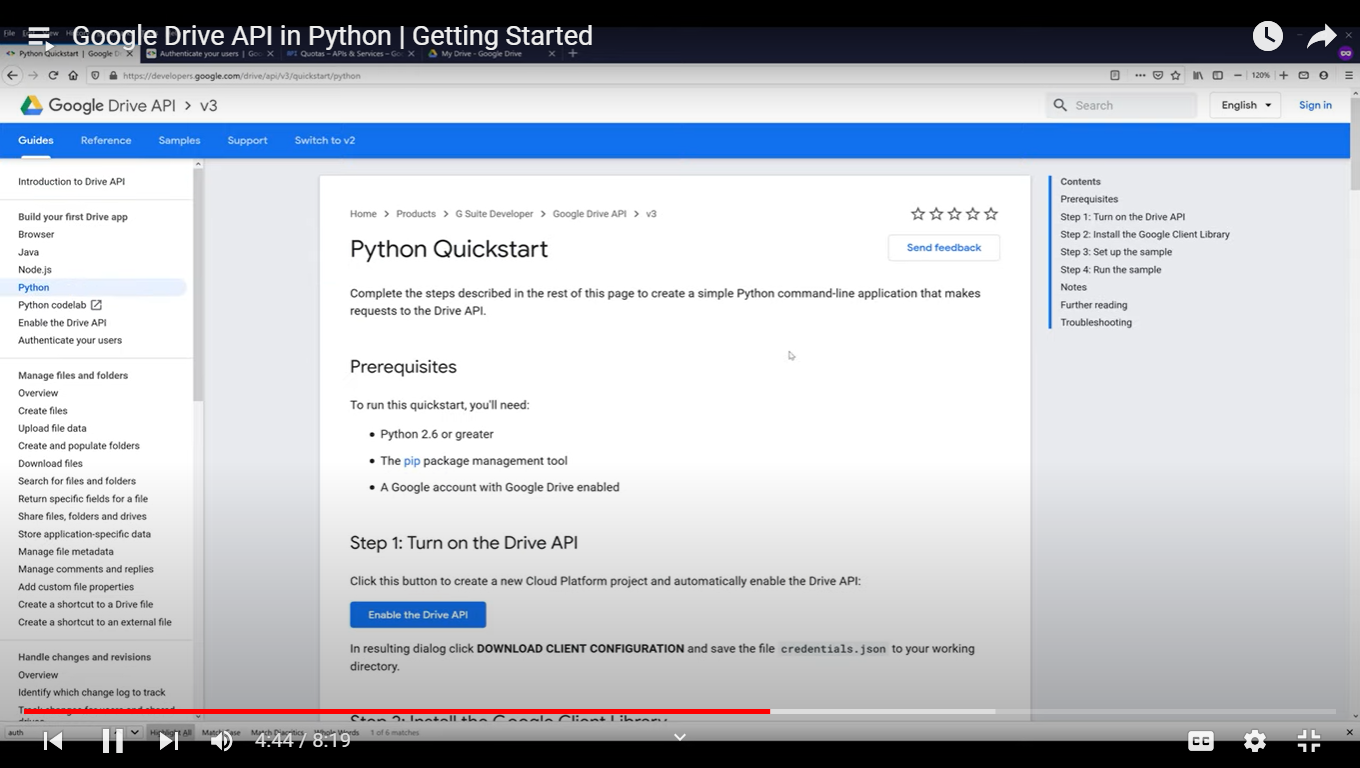 Google Drive API in Python | Getting Started
Python Quickstart | Google D
Authenticate your users | Goo
Quotas – APIs & Services – Go
My Drive - Google Drive
https://developers.google.com/drive/api/v3/quickstart/python
120%
Google Drive API > v3
Search
English
Sign in
Guides
Reference
Samples
Support
Switch to v2
Introduction to Drive API
Build your first Drive app
Browser
Java
Node.js
Python
Python codelab
Enable the Drive API
Authenticate your users
Manage files and folders
Overview
Create files
Upload file data
Create and populate folders
Download files
Search for files and folders
Return specific fields for a file
Share files, folders and drives
Store application-specific data
Manage file metadata
Manage comments and replies
Add custom file properties
Create a shortcut to a Drive file
Create a shortcut to an external file
Handle changes and revisions
Overview
Identify which change log to track
Track changes for users and shared
drives
Home > Products > G Suite Developer > Google Drive API > v3
Python Quickstart
Send feedback
Complete the steps described in the rest of this page to create a simple Python command-line application that makes
requests to the Drive API.
Prerequisites
To run this quickstart, you'll need:
• Python 2.6 or greater
• The pip package management tool
• A Google account with Google Drive enabled
Step 1: Turn on the Drive API
Click this button to create a new Cloud Platform project and automatically enable the Drive API:
Enable the Drive API
In resulting dialog click DOWNLOAD CLIENT CONFIGURATION and save the file credentials.json to your working
directory.
Step 2: Install the Google Client Library
Contents
Prerequisites
Step 1: Turn on the Drive API
Step 2: Install the Google Client Library
Step 3: Set up the sample
Step 4: Run the sample
Notes
Further reading
Troubleshooting
auth
Highlight All
Match Case
Match Diacritics
Whole Words
1 of 6 matches
4:44 / 8:19
CC